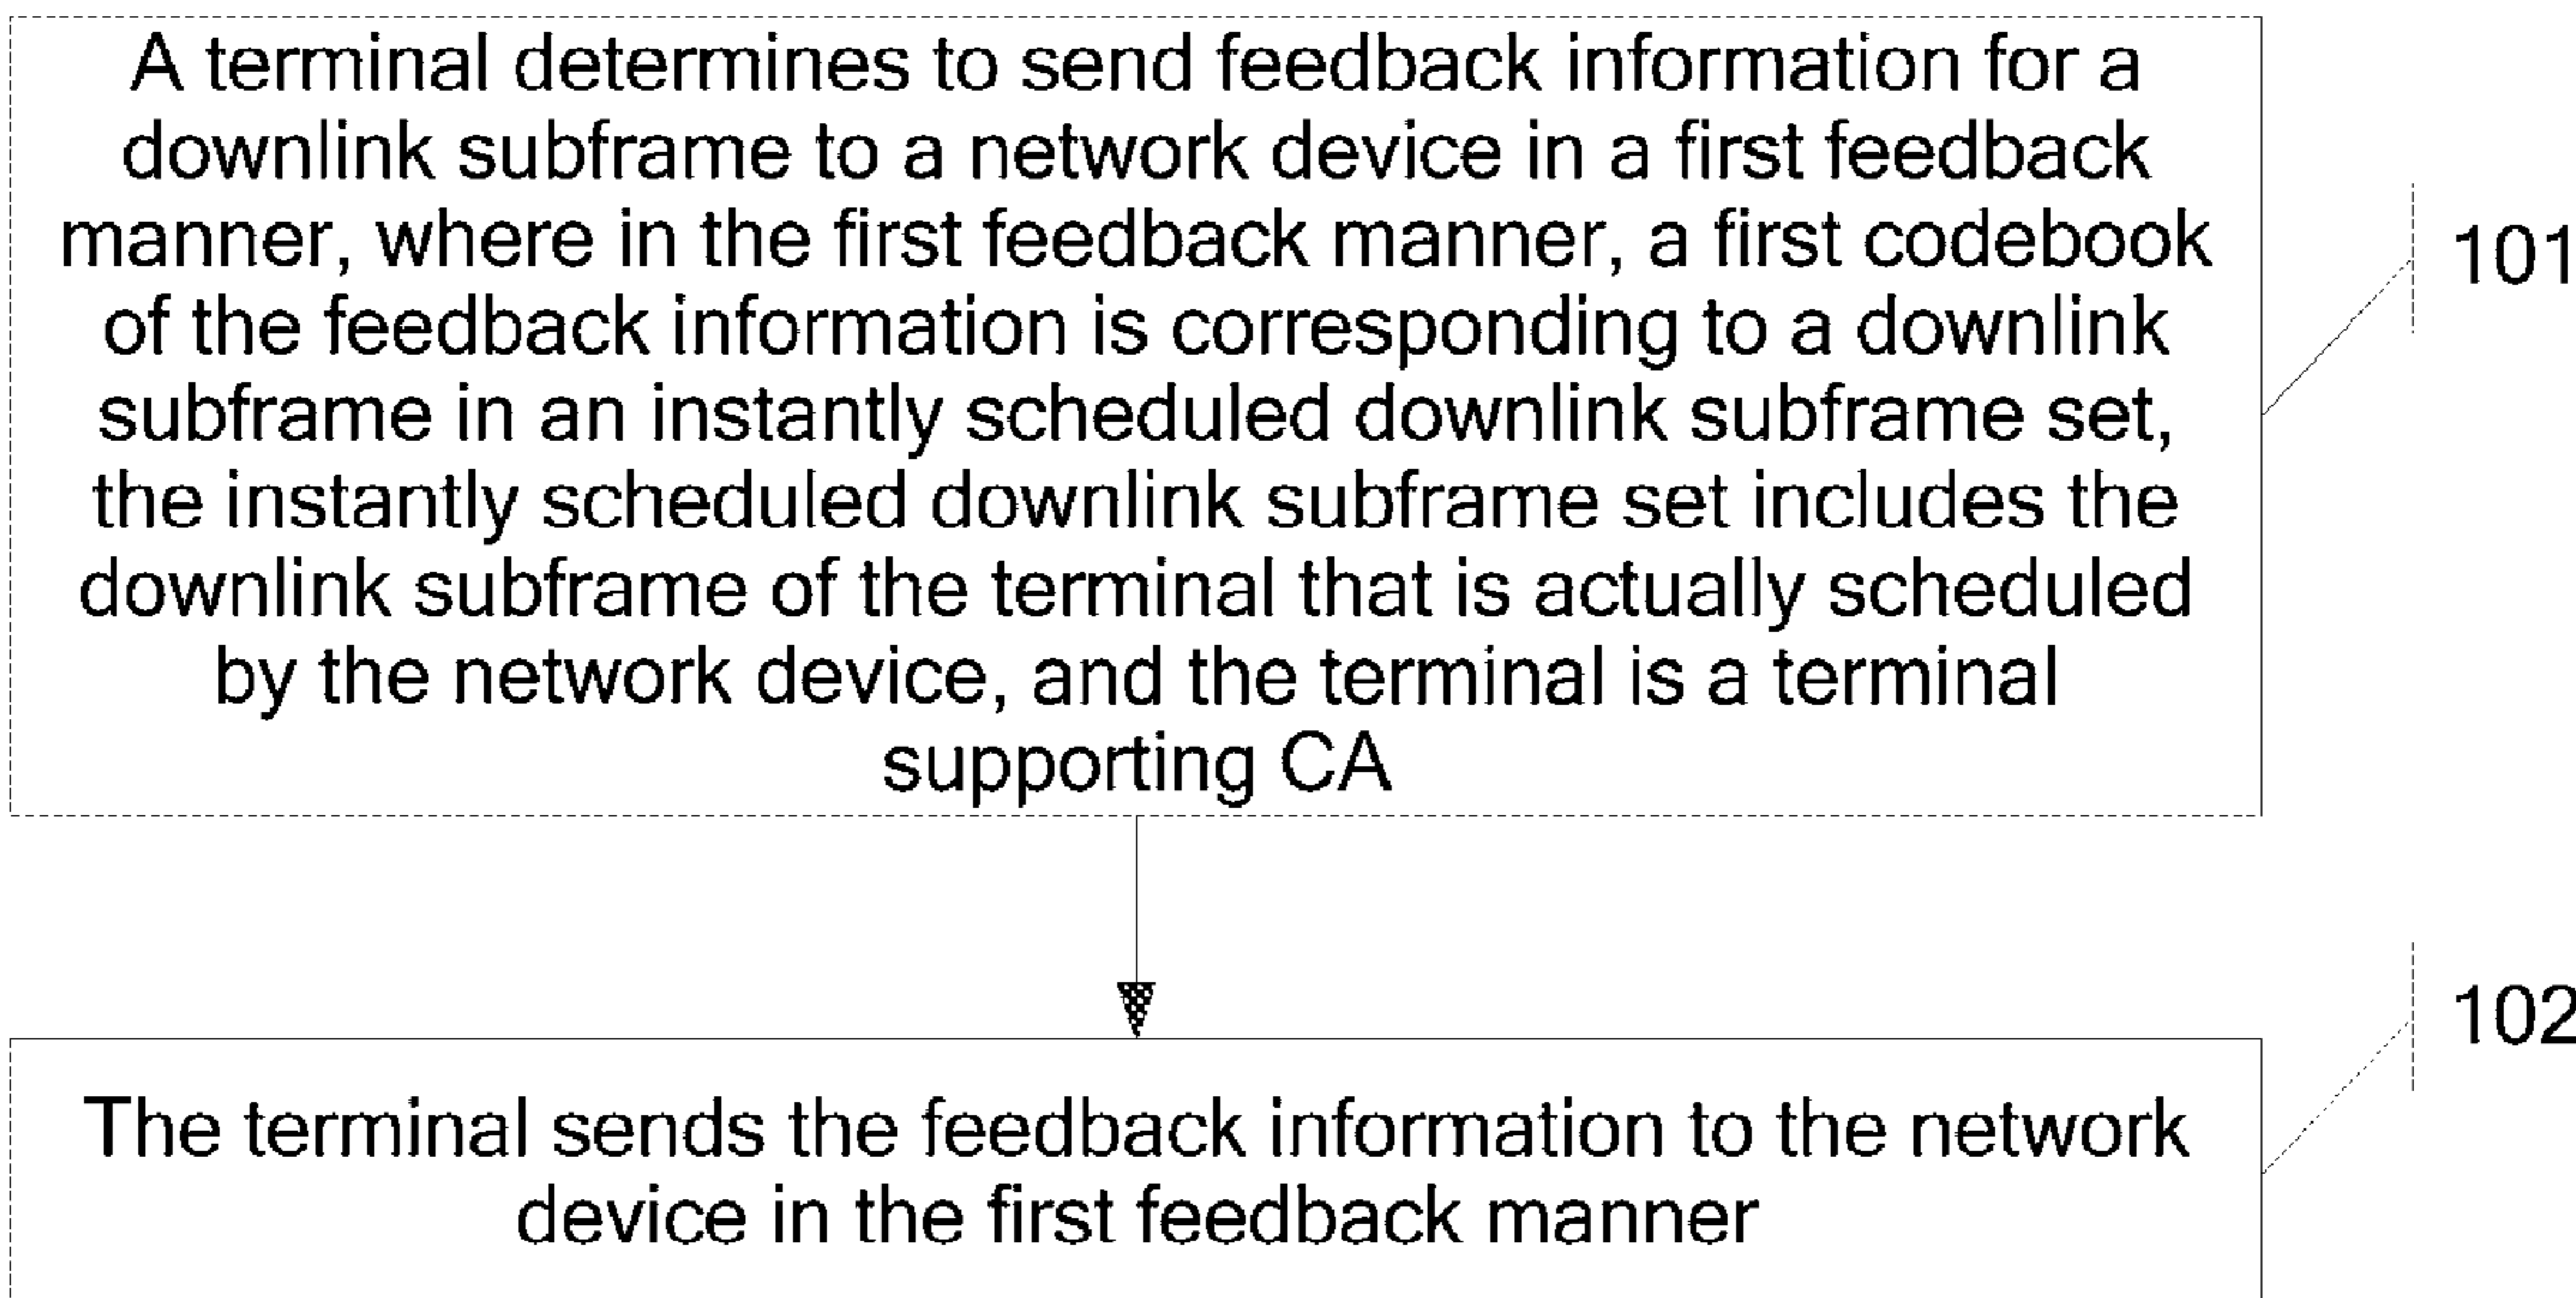 A terminal determines to send feedback information for a
downlink subframe to a network device in a first feedback
manner, where in the first feedback manner, a first codebook
of the feedback information is corresponding to a downlink
subframe in an instantly scheduled downlink subframe set,
the instantly scheduled downlink subframe set includes the
downlink subframe of the terminal that is actually scheduled
by the network device, and the terminal is a terminal
supporting CA
101
The terminal sends the feedback information to the network
device in the first feedback manner
102